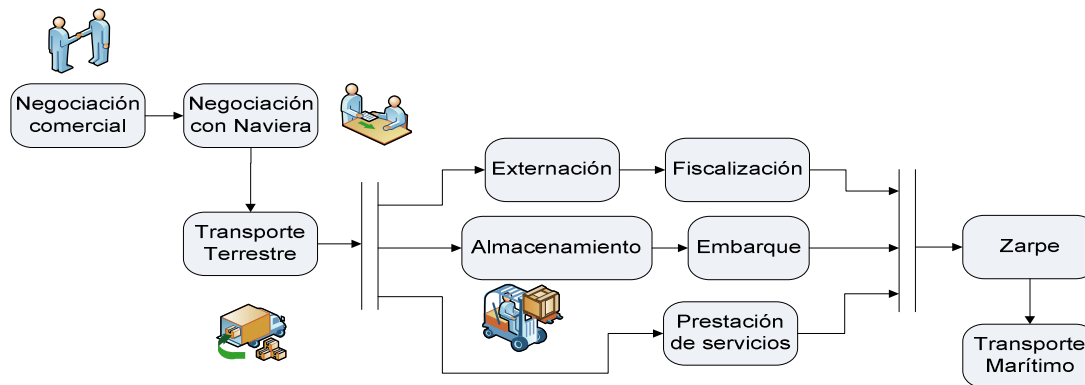 Negociación
comercial
Negociación
con Naviera
Transporte
Terrestre
Externación
Fiscalización
Almacenamiento
Embarque
Prestación
de servicios
Zarpe
Transporte
Marítimo